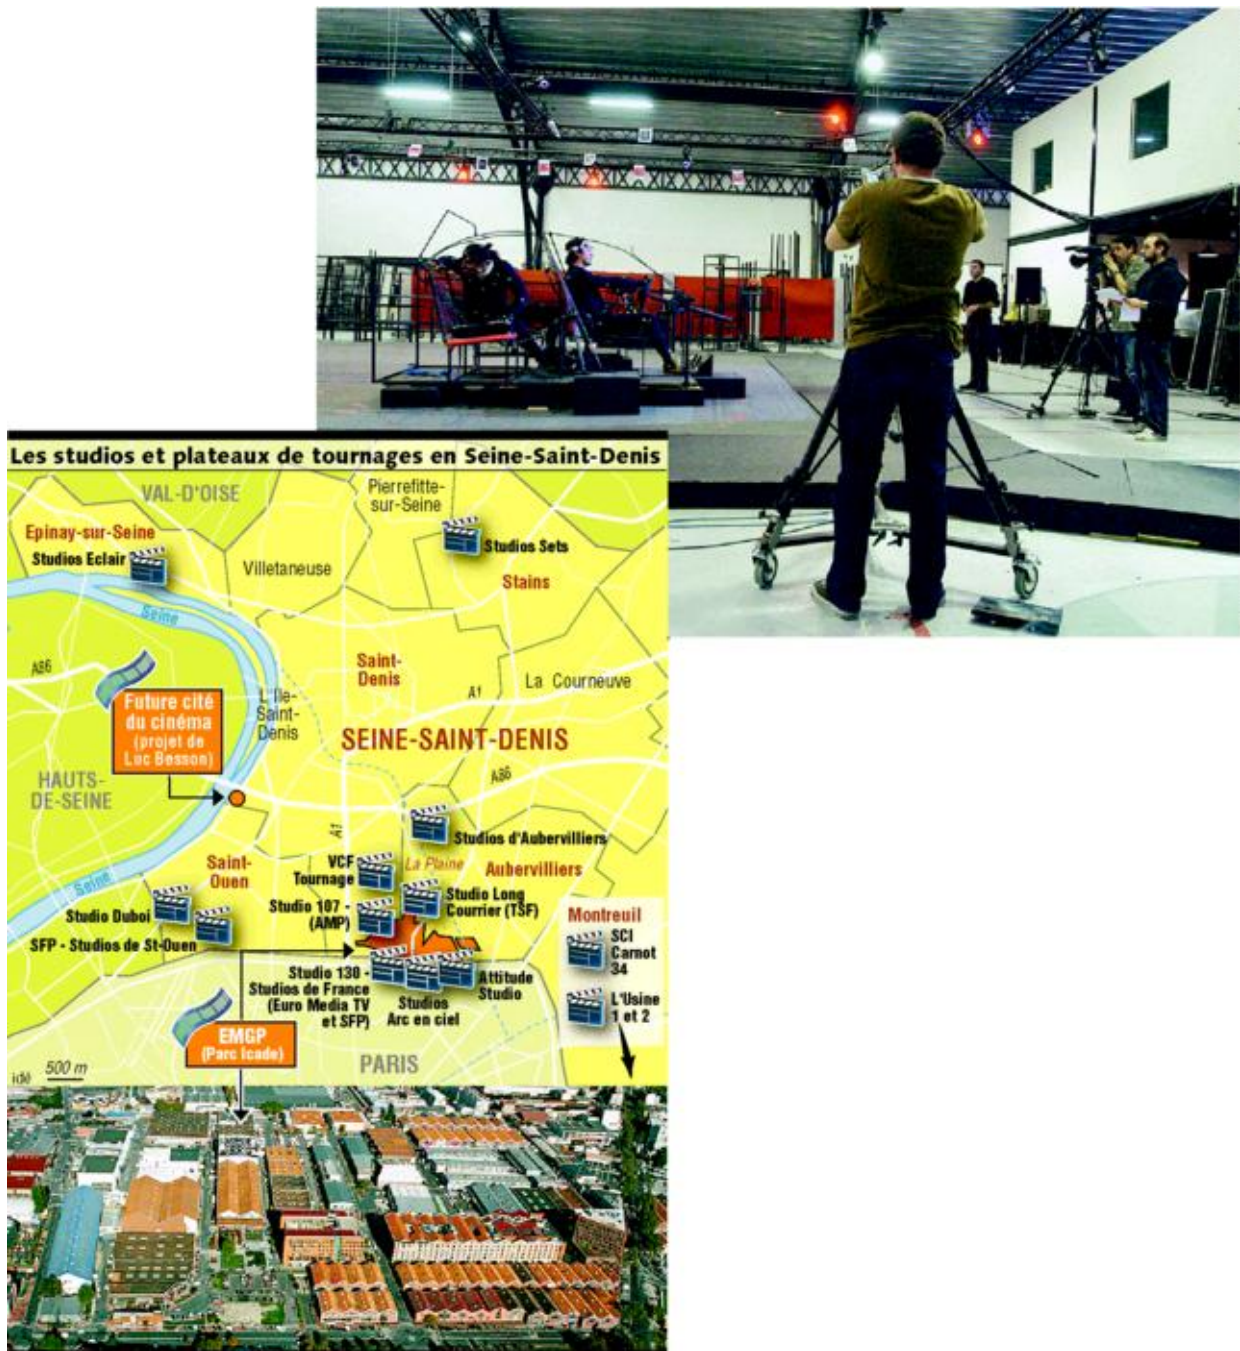 Les studios et plateaux de tournages en Seine-Saint-Denis
VAL-D'OISE
Pierrefitte-
sur-Seine
Epinay-sur-Seine
Studios Eclair
Studios Sets
Villetaneuse
Stains
Seine
Saint-
Denis
La Courneuve
A86
A1
L'Ile-
Saint-
Denis
Future cité
du cinéma
(projet de
Luc Besson)
SEINE-SAINT-DENIS
HAUTS-
DE-SEINE
A86
A1
Studios d'Aubervilliers
Saint-
Ouen
VCF
Tournage
La Plaine
Aubervilliers
Seine
Studio Duboi
Studio 107 -
(AMP)
Studio Long
Courrier (TSF)
Montreuil
SCI
Carnot
34
SFP - Studios de St-Ouen
Studio 130 -
Studios de France
(Euro Media TV
et SFP)
Studios
Arc en ciel
Attitude
Studio
L'Usine
1 et 2
EMGP
(Parc Icade)
PARIS
idé
500 m